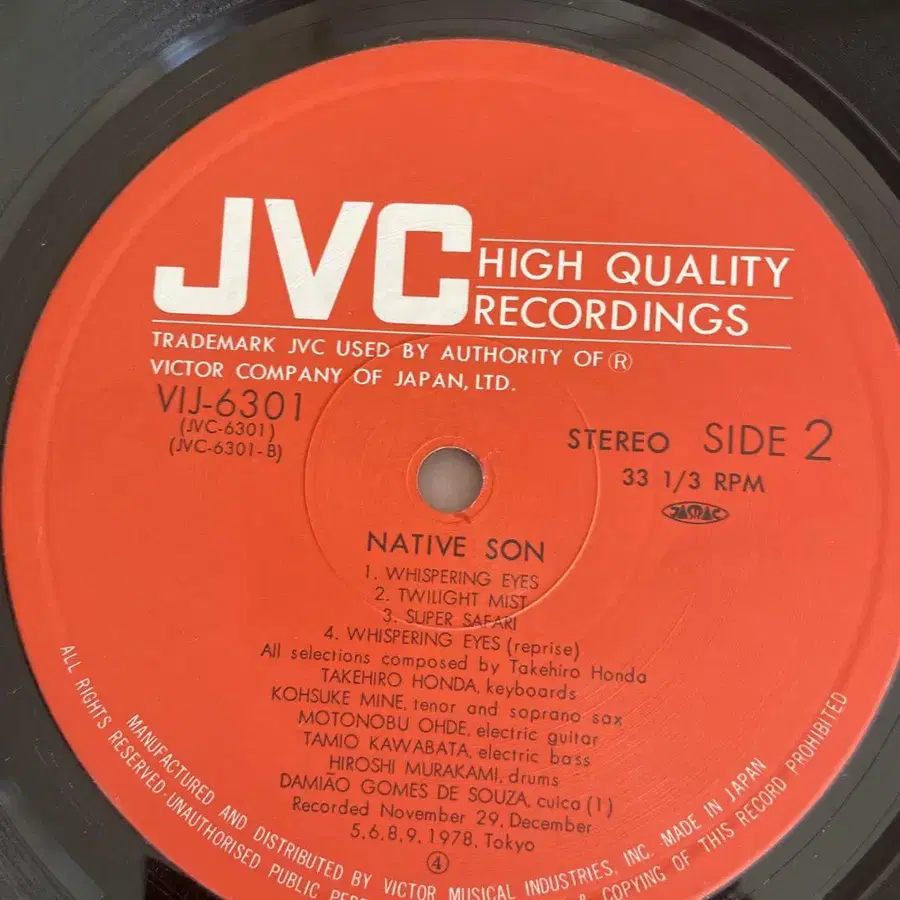 JVC
HIGH QUALITY
RECORDINGS
TRADEMARK JVC USED BY AUTHORITY OF ®
VICTOR COMPANY OF JAPAN, LTD.
VIJ-6301
(JVC-6301)
(JVC-6301-B)
STEREO SIDE 2
33 1/3 RPM
JASRAC
NATIVE SON
1. WHISPERING EYES
2. TWILIGHT MIST
3. SUPER SAFARI
4. WHISPERING EYES (reprise)
All selections composed by Takehiro Honda
TAKEHIRO HONDA, keyboards
KOHSUKE MINE, tenor and soprano sax
MOTONOBU OHDE, electric guitar
TAMIO KAWABATA, electric bass
HIROSHI MURAKAMI, drums
DAMIÃO GOMES DE SOUZA, cuica (1)
Recorded November 29, December
5,6,8,9, 1978, Tokyo
④
MANUFACTURED AND DISTRIBUTED BY VICTOR MUSICAL INDUSTRIES, INC. MADE IN JAPAN
ALL RIGHTS RESERVED-UNAUTHORISED PUBLIC & COPYING OF THIS RECORD PROHIBITED